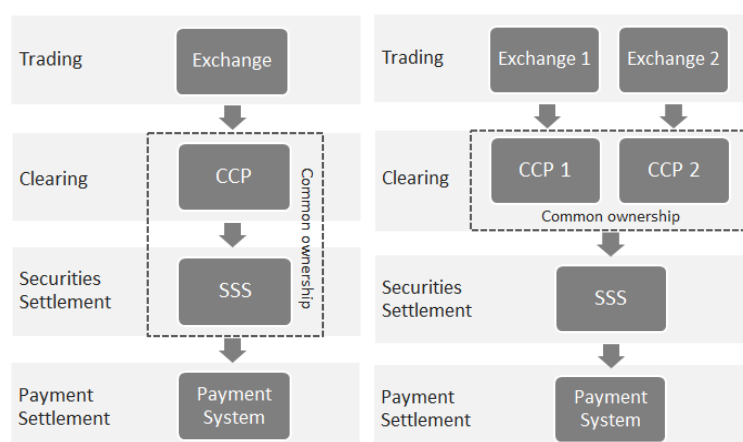 Trading
Exchange
Clearing
CCP
Common ownership
Securities
Settlement
SSS
Payment
Settlement
Payment
System
Trading
Exchange 1
Exchange 2
Clearing
CCP 1
CCP 2
Common ownership
Securities
Settlement
SSS
Payment
Settlement
Payment
System